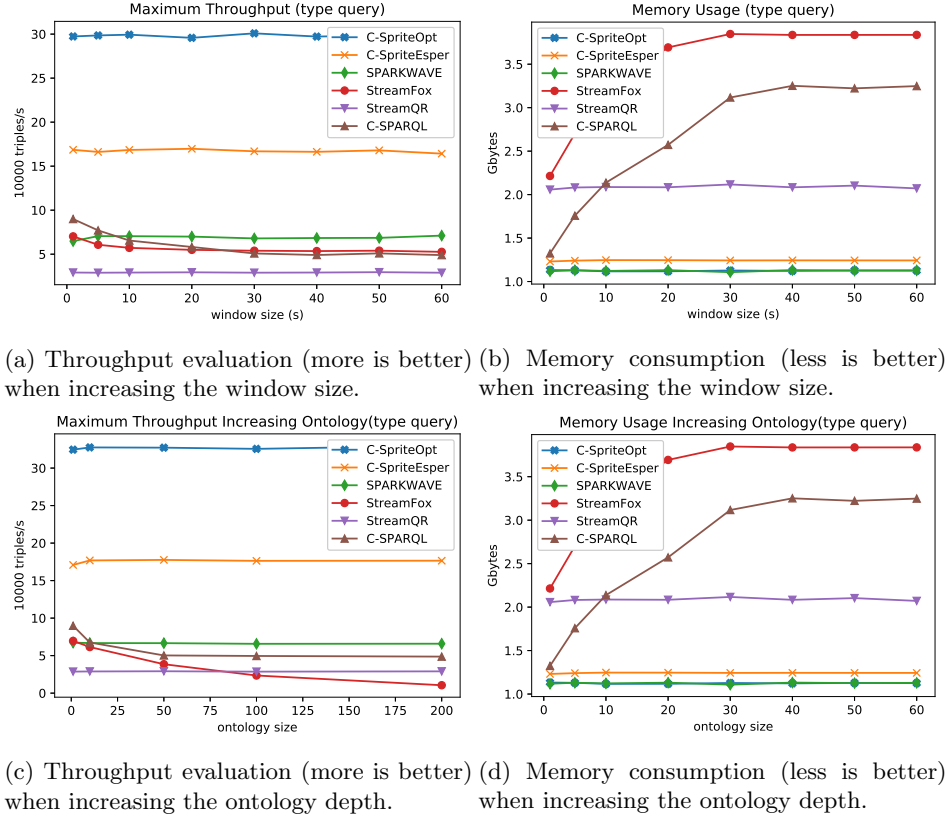 Maximum Throughput (type query)
10000 triples/s
30
25
20
15
10
5
C-SpriteOpt
C-SpriteEsper
SPARKWAVE
StreamFox
StreamQR
C-SPARQL
0 10 20 30 40 50 60
window size (s)
Memory Usage (type query)
Gbytes
3.5
3.0
2.5
2.0
1.5
1.0
C-SpriteOpt
C-SpriteEsper
SPARKWAVE
StreamFox
StreamQR
C-SPARQL
0 10 20 30 40 50 60
window size (s)
(a) Throughput evaluation (more is better)
when increasing the window size.
(b) Memory consumption (less is better)
when increasing the window size.
Maximum Throughput Increasing Ontology(type query)
10000 triples/s
30
25
20
15
10
5
0
C-SpriteOpt
C-SpriteEsper
SPARKWAVE
StreamFox
StreamQR
C-SPARQL
0 25 50 75 100 125 150 175 200
ontology size
Memory Usage Increasing Ontology(type query)
Gbytes
3.5
3.0
2.5
2.0
1.5
1.0
C-SpriteOpt
C-SpriteEsper
SPARKWAVE
StreamFox
StreamQR
C-SPARQL
0 10 20 30 40 50 60
ontology size
(c) Throughput evaluation (more is better)
when increasing the ontology depth.
(d) Memory consumption (less is better)
when increasing the ontology depth.